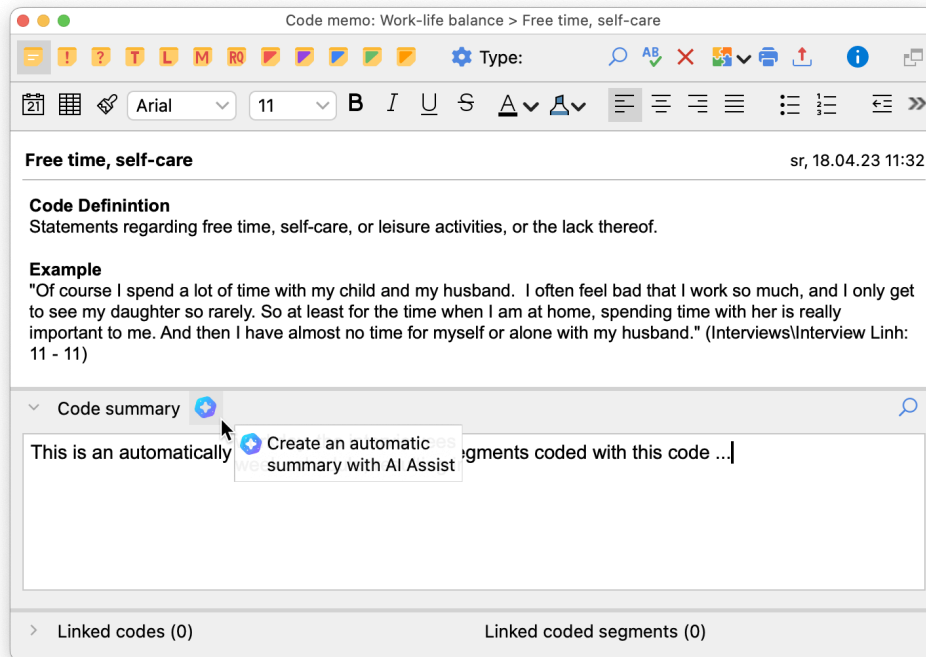 Code memo: Work-life balance > Free time, self-care
! ? T L M RQ Type: AB
21 Arial 11 B I U S A
Free time, self-care sr, 18.04.23 11:32
Code Definintion
Statements regarding free time, self-care, or leisure activities, or the lack thereof.
Example
"Of course I spend a lot of time with my child and my husband.  I often feel bad that I work so much, and I only get
to see my daughter so rarely. So at least for the time when I am at home, spending time with her is really
important to me. And then I have almost no time for myself or alone with my husband." (Interviews\Interview Linh:
11 - 11)
Code summary
This is an automatically egments coded with this code ...
Create an automatic
summary with AI Assist
Linked codes (0) Linked coded segments (0)